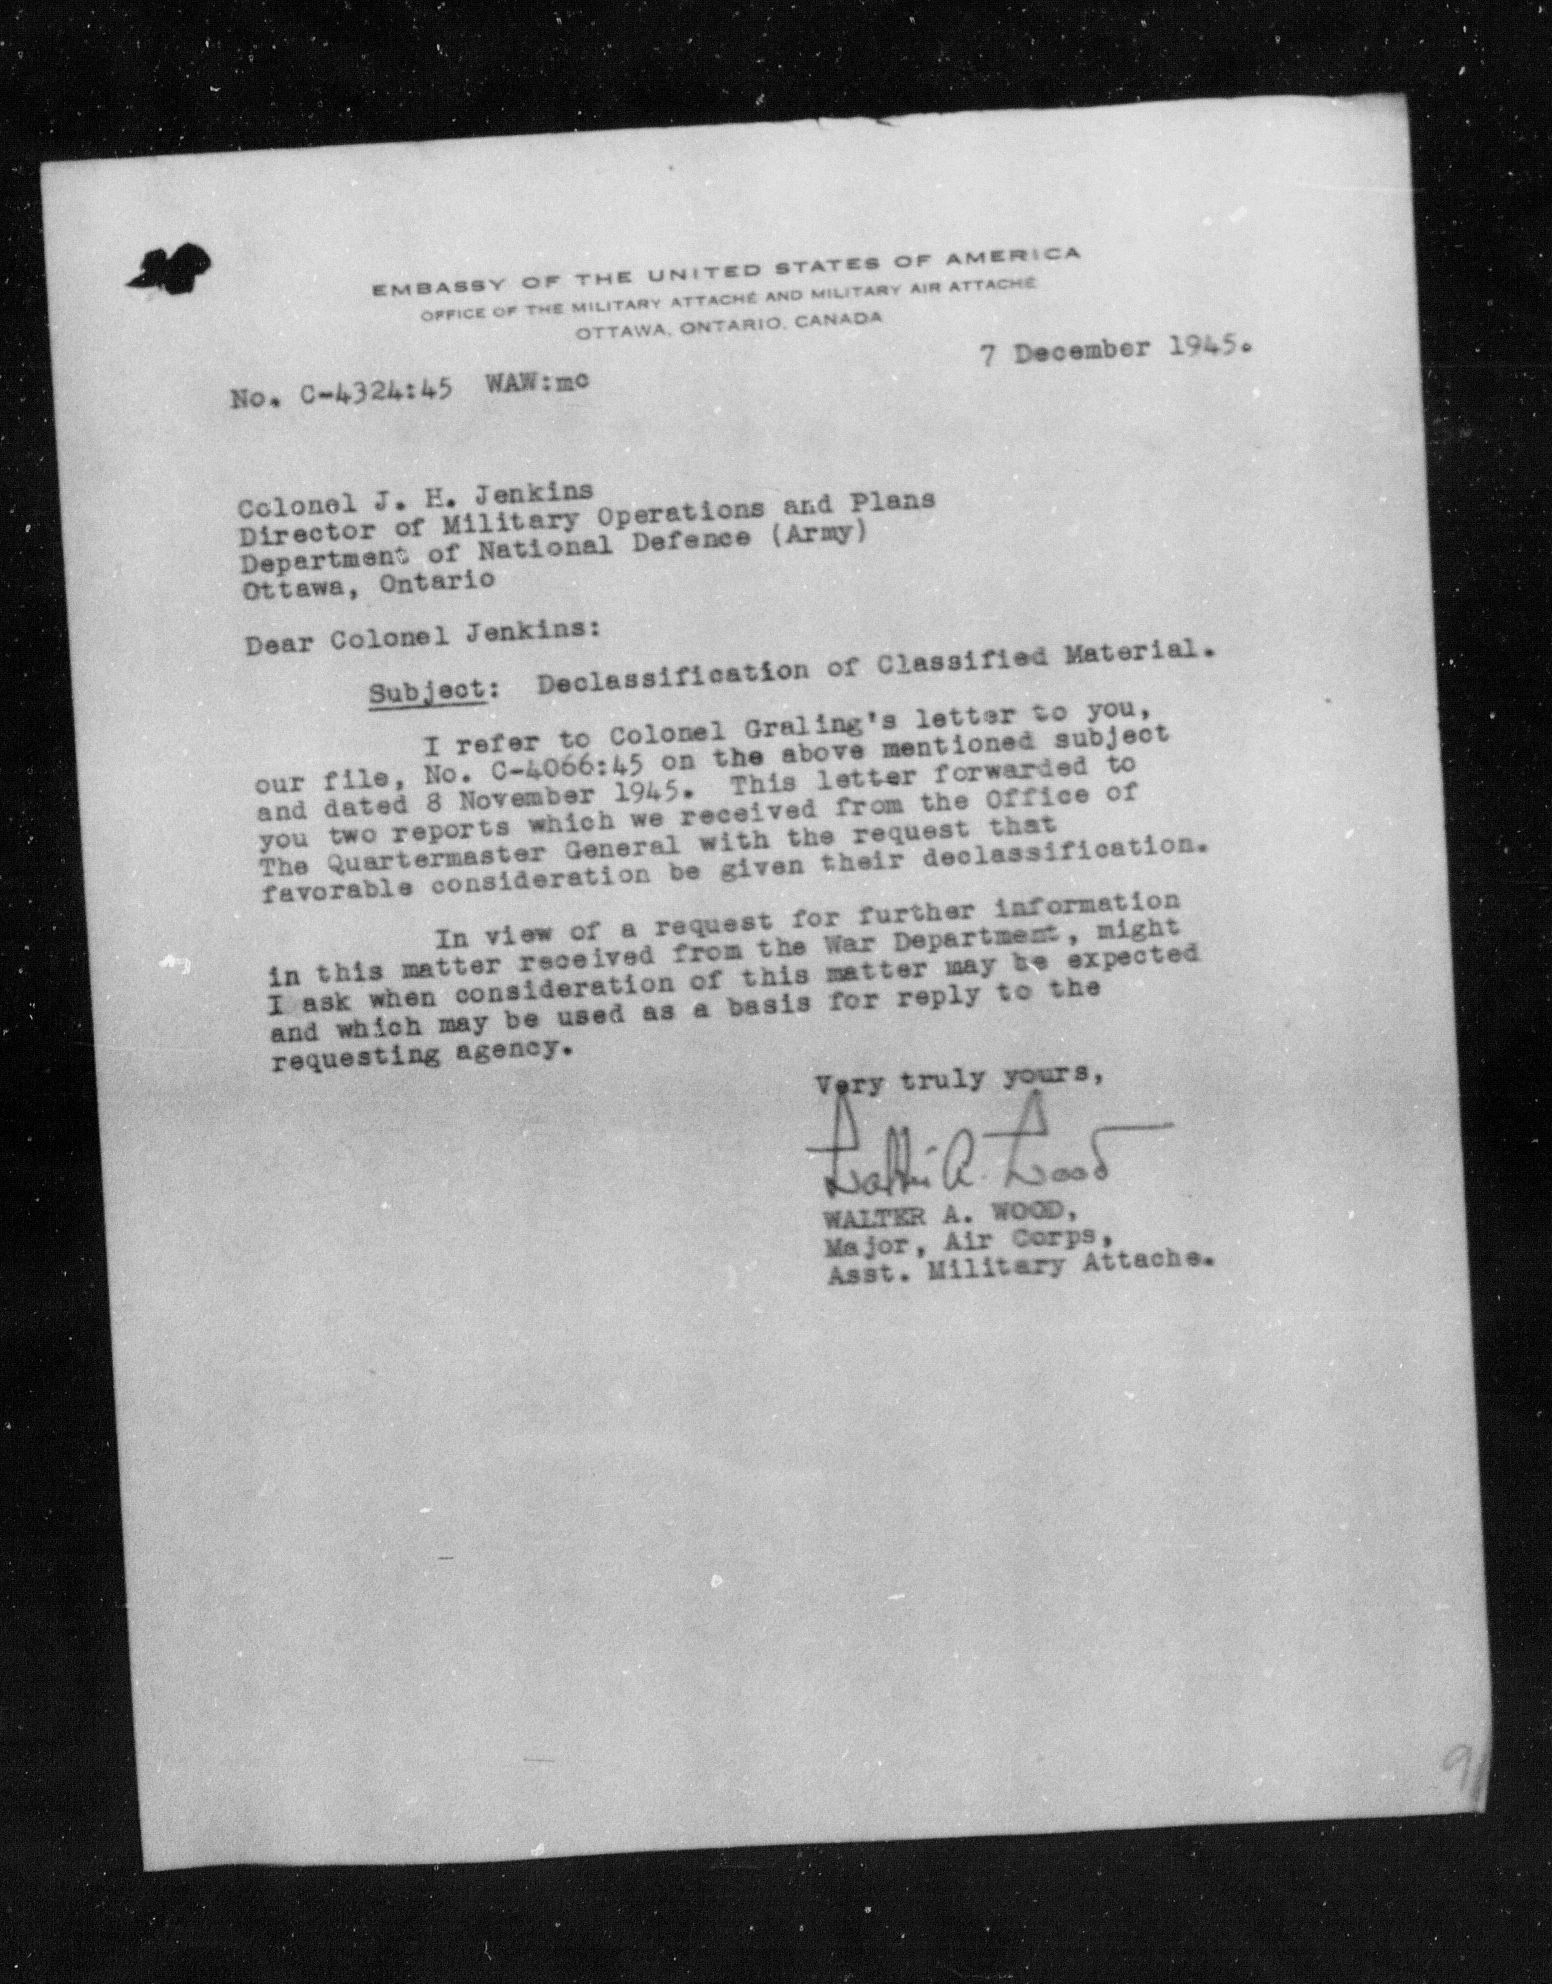 EMBASSY OF THE UNITED STATES OF AMERICA
OFFICE OF THE MILITARY ATTACHÉ AND MILITARY AIR ATTACHÉ
OTTAWA, ONTARIO, CANADA
7 December 1945.
No. C-4324:45 WAW:mc
Colonel J. H. Jenkins
Director of Military Operations and Plans
Department of National Defence (Army)
Ottawa, Ontario
Dear Colonel Jenkins:
Subject: Declassification of Classified Material.
I refer to Colonel Graling's letter to you,
our file, No. C-4066:45 on the above mentioned subject
and dated 8 November 1945. This letter forwarded to
you two reports which we received from the Office of
The Quartermaster General with the request that
favorable consideration be given their declassification.
In view of a request for further information
in this matter received from the War Department, might
I ask when consideration of this matter may be expected
and which may be used as a basis for reply to the
requesting agency.
Very truly yours,
Walter A. Wood
WALTER A. WOOD,
Major, Air Corps,
Asst. Military Attache.